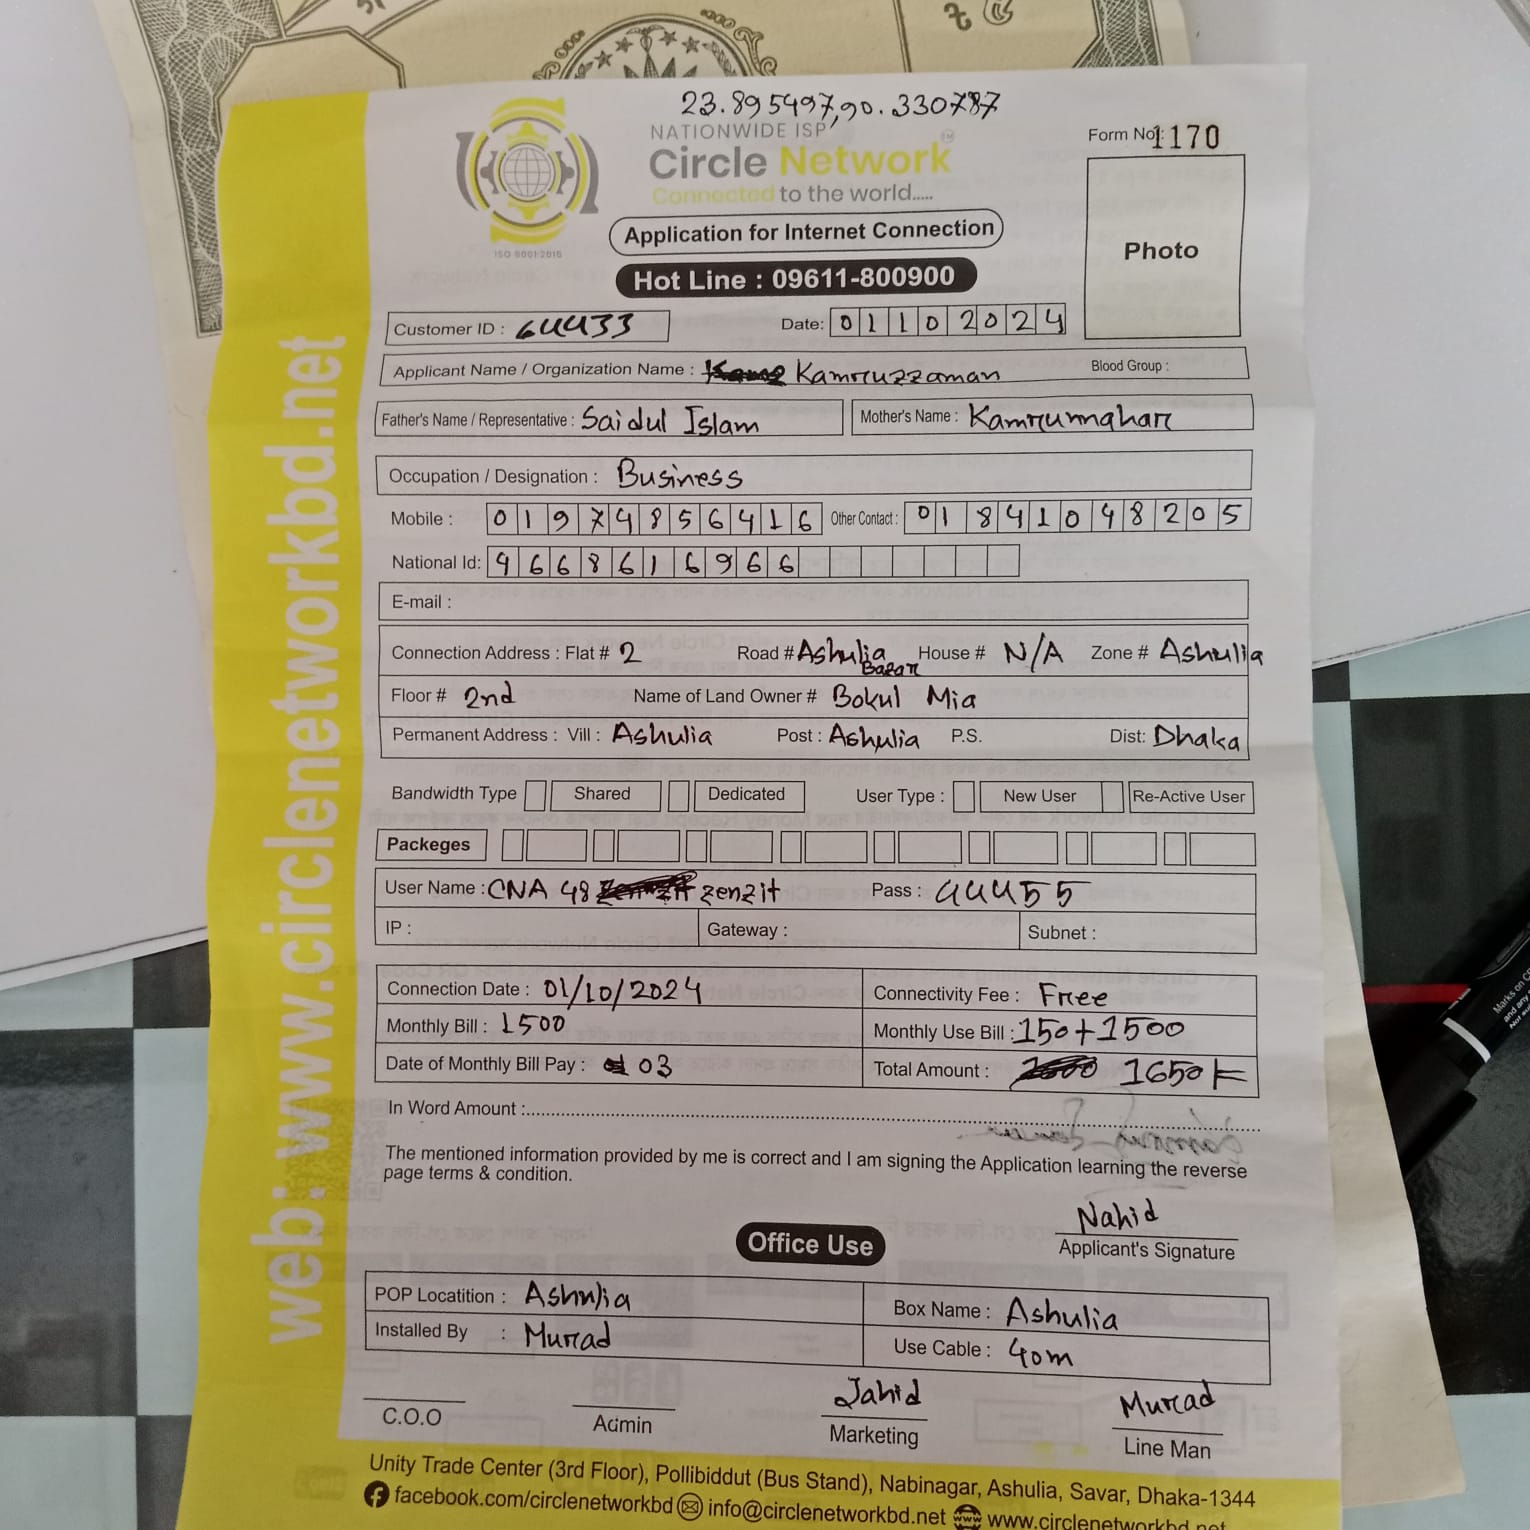 23.895497,90.330787
NATIONWIDE ISP
Circle Network
Connected to the world.....
ISO 9001:2015
Form No: 1170
Photo
Application for Internet Connection
Hot Line : 09611-800900
Customer ID : 64433 Date: 01102024
Applicant Name / Organization Name : Kamruzzaman Blood Group :
Father's Name / Representative : Saidul Islam Mother's Name : Kamrunnahar
Occupation / Designation : Business
Mobile : 01974856416 Other Contact : 01841048205
National Id: 9668616966
E-mail :
Connection Address : Flat # 2 Road # Ashulia Bazar House # N/A Zone # Ashulia
Floor # 2nd Name of Land Owner # Bokul Mia
Permanent Address : Vill : Ashulia Post : Ashulia P.S. Dist: Dhaka
Bandwidth Type Shared Dedicated User Type : New User Re-Active User
Packeges
User Name : CNA 48 zenzit Pass : 44455
IP : Gateway : Subnet :
Connection Date : 01/10/2024 Connectivity Fee : Free
Monthly Bill : 1500 Monthly Use Bill : 150+1500
Date of Monthly Bill Pay : 03 Total Amount : 1650
In Word Amount :
The mentioned information provided by me is correct and I am signing the Application learning the reverse
page terms & condition.
Nahid
Applicant's Signature
Office Use
POP Locatition : Ashulia Box Name : Ashulia
Installed By : Murad Use Cable : 40m
Jahid Murad
C.O.O Admin Marketing Line Man
Unity Trade Center (3rd Floor), Pollibiddut (Bus Stand), Nabinagar, Ashulia, Savar, Dhaka-1344
facebook.com/circlenetworkbd info@circlenetworkbd.net www.circlenetworkbd.net
web: www.circlenetworkbd.net